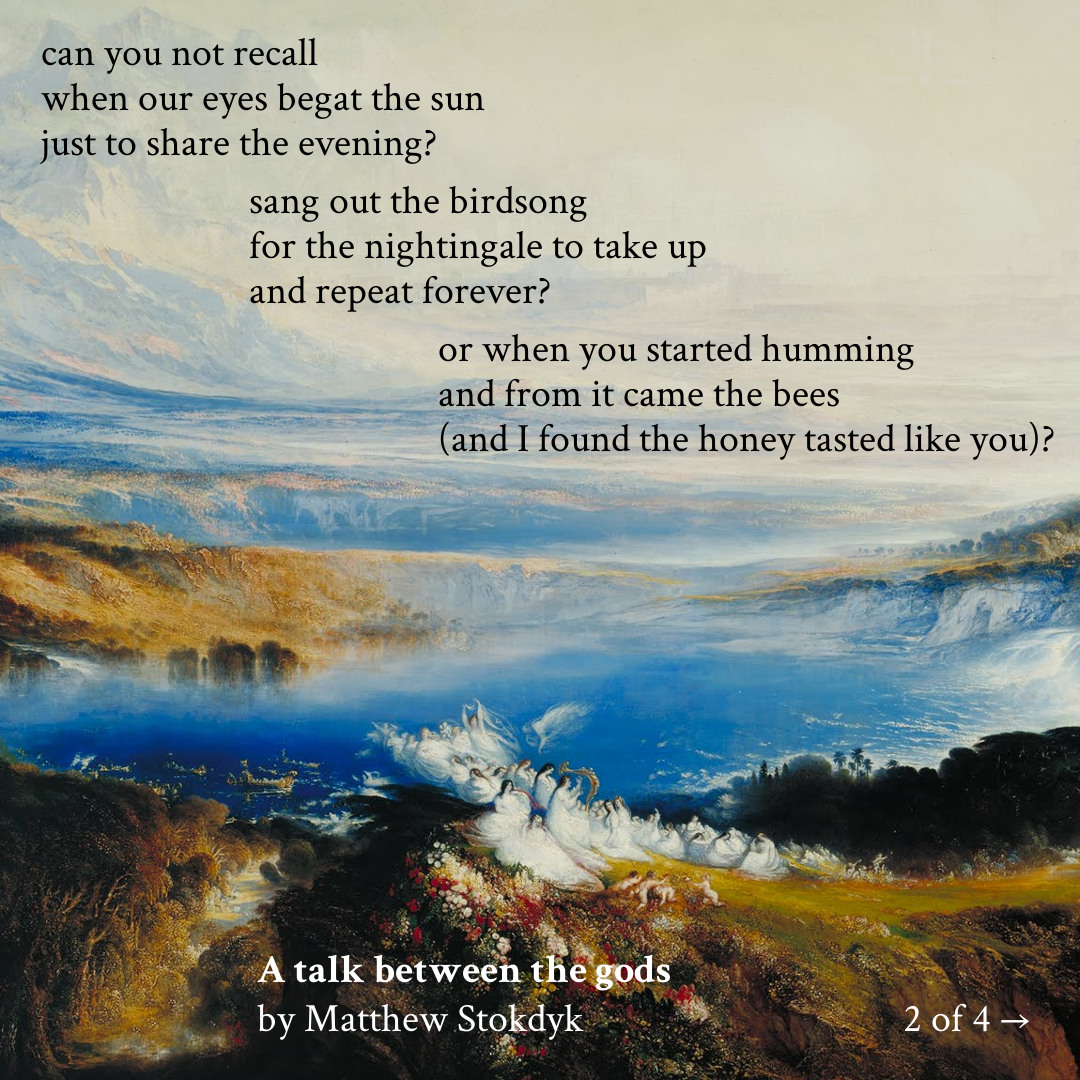 can you not recall
when our eyes begat the sun
just to share the evening?
sang out the birdsong
for the nightingale to take up
and repeat forever?
or when you started humming
and from it came the bees
(and I found the honey tasted like you)?
A talk between the gods
by Matthew Stokdyk
2 of 4 →